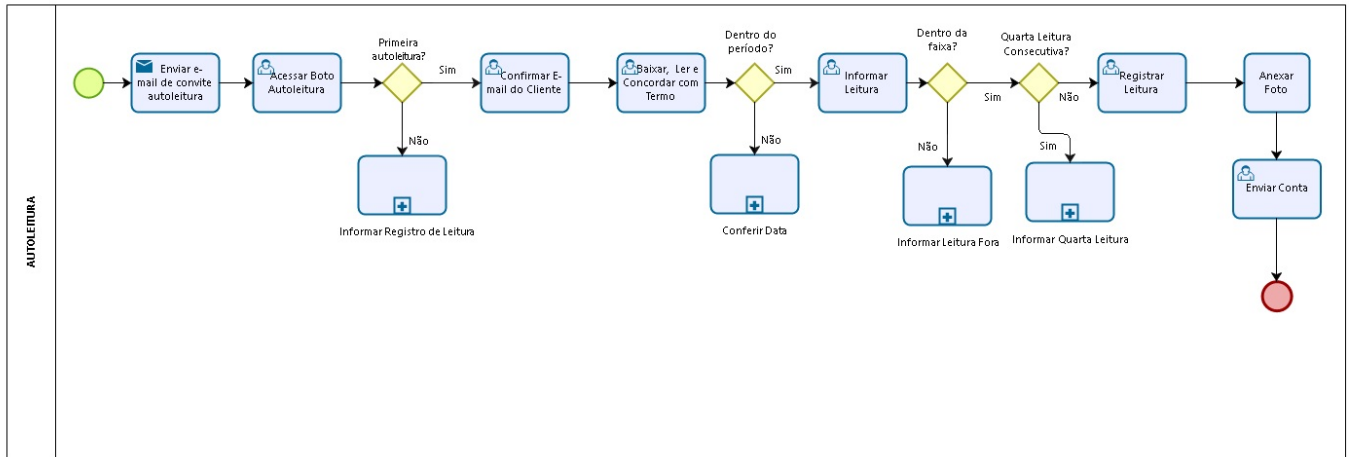 AUTOLEITURA
Enviar e-
mail de convite
autoleitura
Acessar Boto
Autoleitura
Primeira
autoleitura?
Sim
Não
Informar Registro de Leitura
Confirmar E-
mail do Cliente
Baixar, Ler e
Concordar com
Termo
Dentro do
período?
Sim
Não
Conferir Data
Informar
Leitura
Dentro da
faixa?
Sim
Não
Informar Leitura Fora
Quarta Leitura
Consecutiva?
Não
Sim
Informar Quarta Leitura
Registrar
Leitura
Anexar
Foto
Enviar Conta